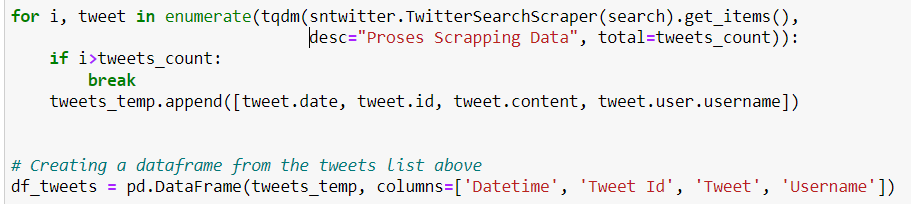 for i, tweet in enumerate(tqdm(sntwitter.TwitterSearchScraper(search).get_items(),
                               desc="Proses Scrapping Data", total=tweets_count)):
    if i>tweets_count:
        break
    tweets_temp.append([tweet.date, tweet.id, tweet.content, tweet.user.username])
# Creating a dataframe from the tweets list above
df_tweets = pd.DataFrame(tweets_temp, columns=['Datetime', 'Tweet Id', 'Tweet', 'Username'])